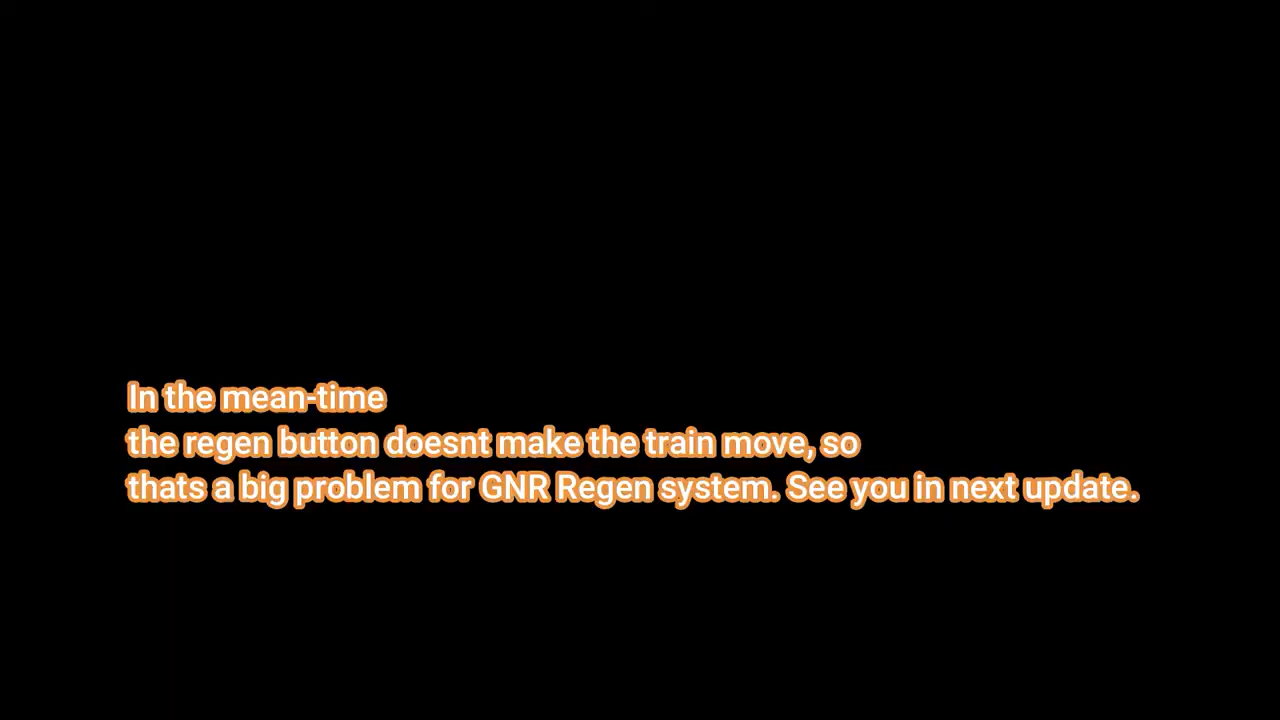 In the mean-time
the regen button doesnt make the train move, so
thats a big problem for GNR Regen system. See you in next update.